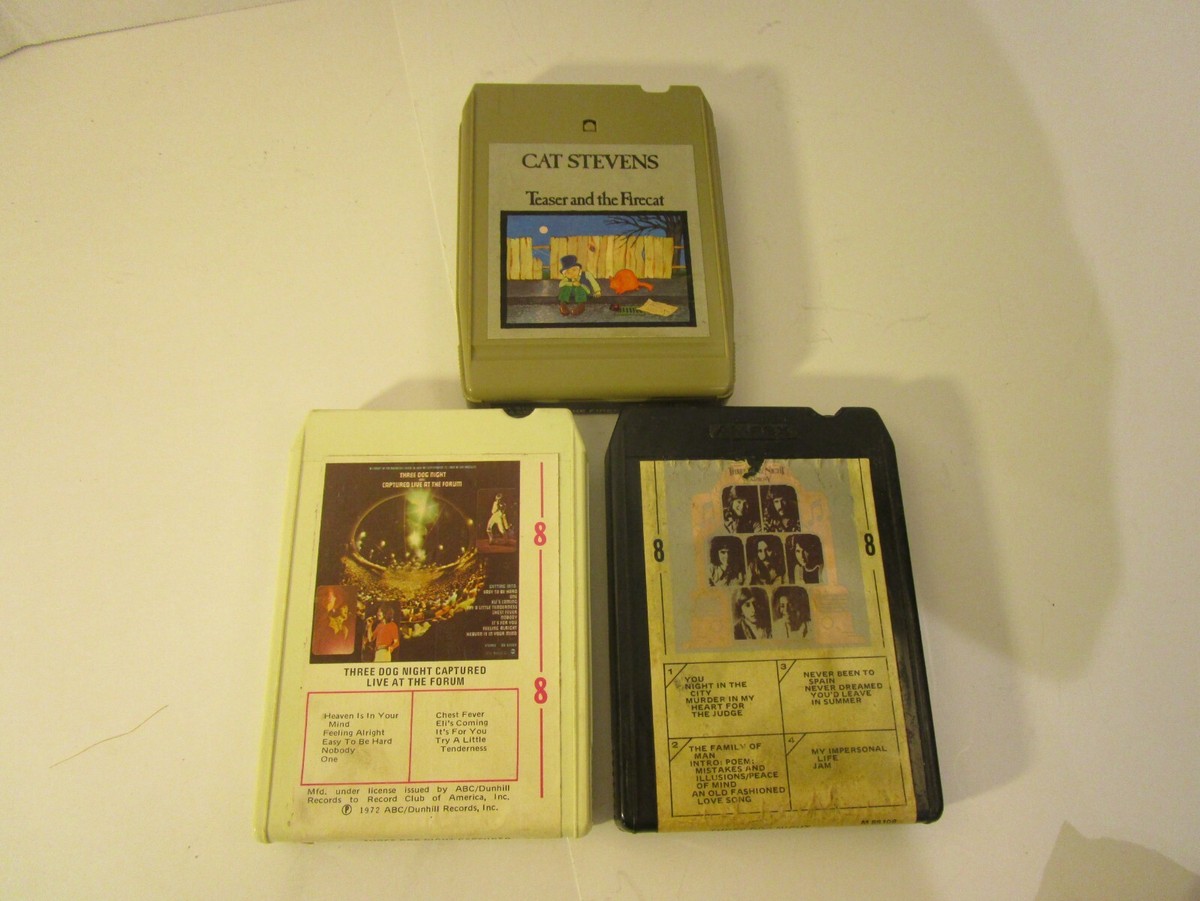 CAT STEVENS
Teaser and the Firecat
THREE DOG NIGHT
CAPTURED LIVE AT THE FORUM
8
8
THREE DOG NIGHT CAPTURED
LIVE AT THE FORUM
Heaven Is In Your
Mind
Feeling Alright
Easy To Be Hard
Nobody
One
Chest Fever
Eli's Coming
It's For You
Try A Little
Tenderness
Mfd. under license issued by ABC/Dunhill
Records to Record Club of America, Inc.
Ⓟ 1972 ABC/Dunhill Records, Inc.
AMPEX
8
8
1
YOU
NIGHT IN THE
CITY
MURDER IN MY
HEART FOR
THE JUDGE
3
NEVER BEEN TO
SPAIN
NEVER DREAMED
YOU'D LEAVE
IN SUMMER
2
THE FAMILY OF
MAN
INTRO: POEM:
MISTAKES AND
ILLUSIONS/PEACE
OF MIND
AN OLD FASHIONED
LOVE SONG
4
MY IMPERSONAL
LIFE
JAM